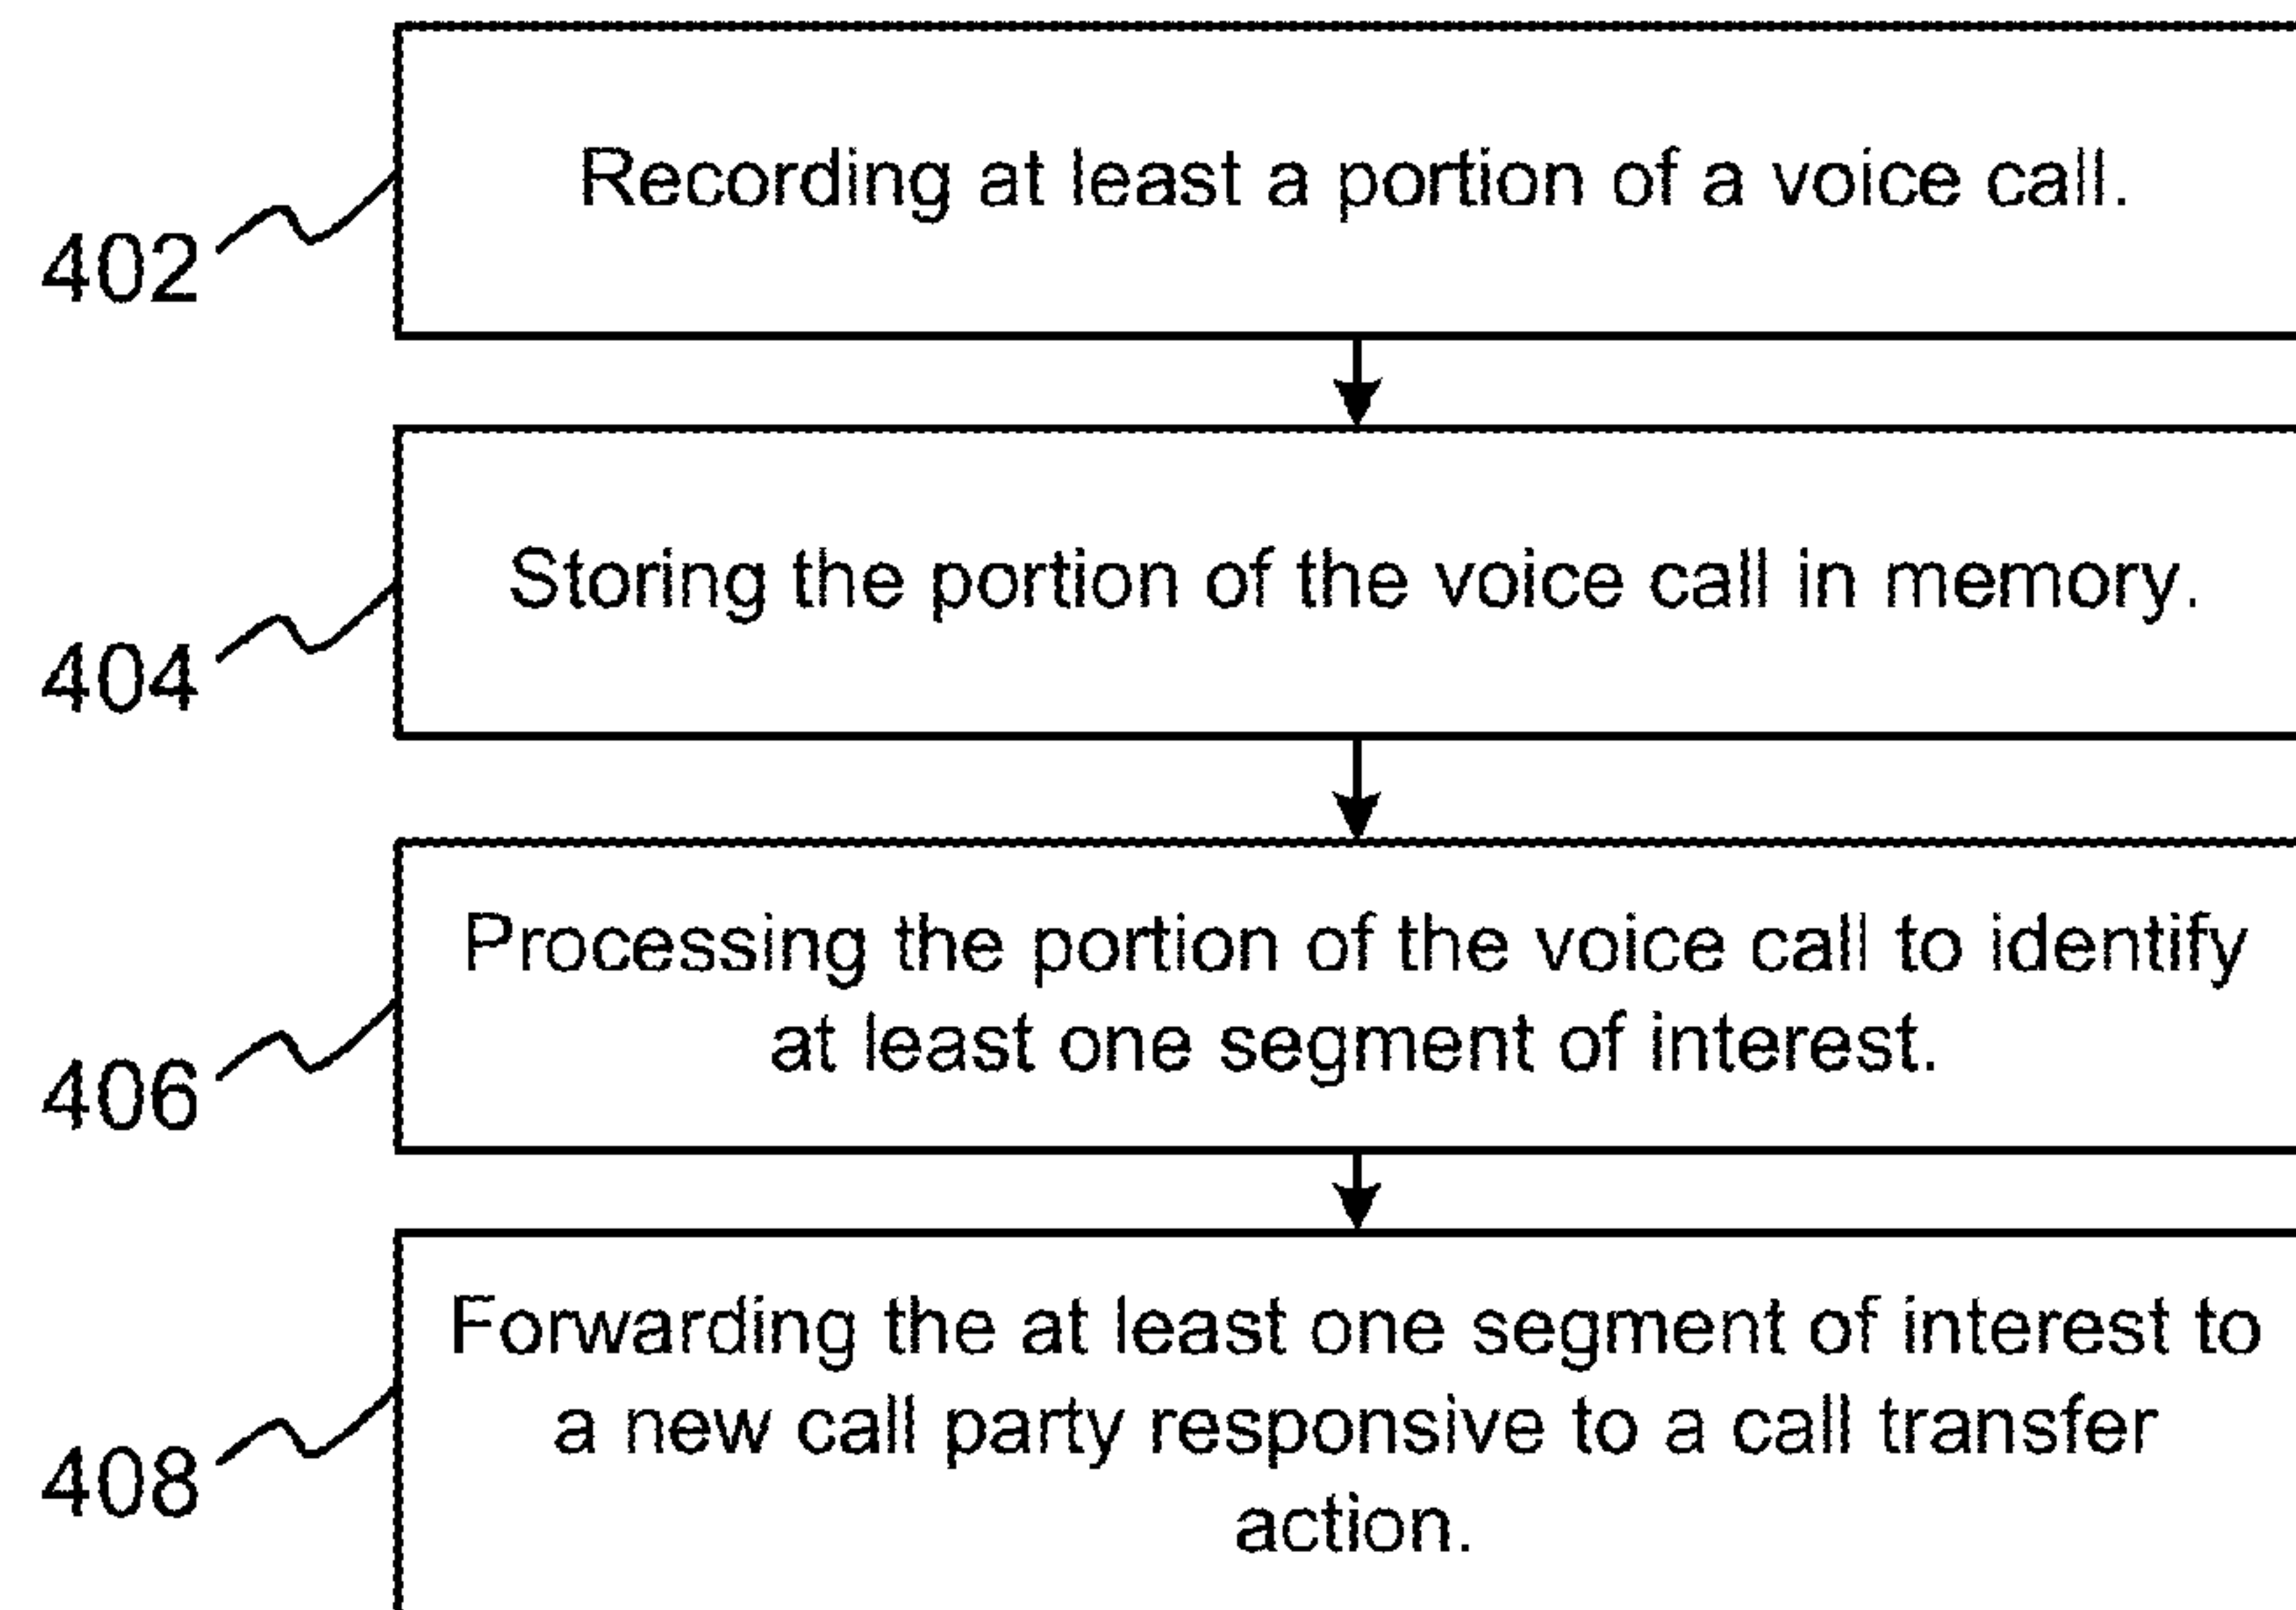 Recording at least a portion of a voice call.
402
Storing the portion of the voice call in memory.
404
Processing the portion of the voice call to identify
at least one segment of interest.
406
Forwarding the at least one segment of interest to
a new call party responsive to a call transfer
action.
408